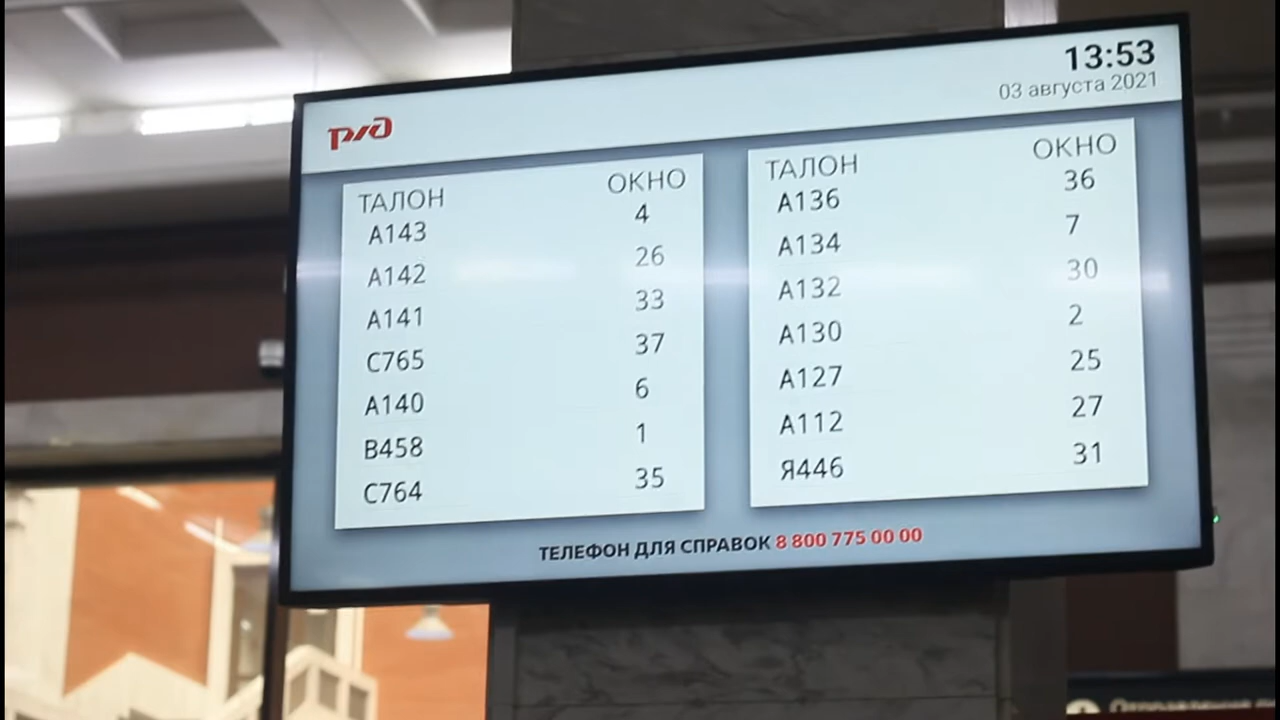 13:53
03 августа 2021
ржд
ТАЛОН ОКНО
А143 4
А142 26
А141 33
С765 37
А140 6
В458 1
С764 35
ТАЛОН ОКНО
А136 36
А134 7
А132 30
А130 2
А127 25
А112 27
Я446 31
ТЕЛЕФОН ДЛЯ СПРАВОК 8 800 775 00 00